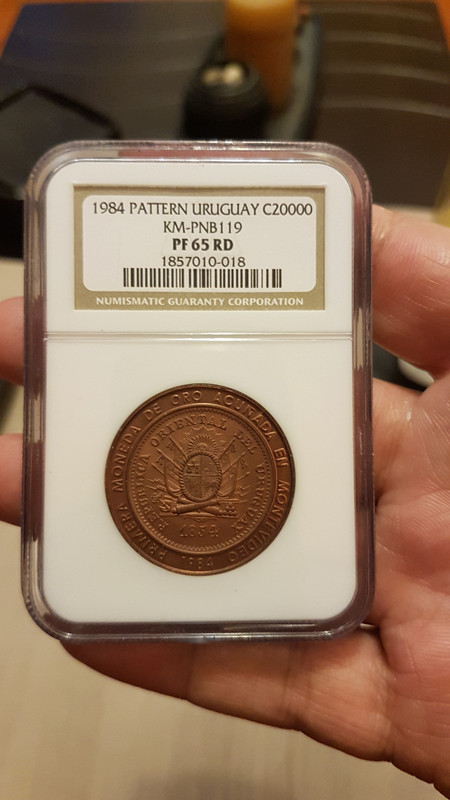 1984 PATTERN URUGUAY C20000
KM-PNB119
PF 65 RD
1857010-018
NUMISMATIC GUARANTY CORPORATION
PRIMERA MONEDA DE ORO ACUNADA EN MONTEVIDEO
1984
REPUBLICA ORIENTAL DEL URUGUAY
1854